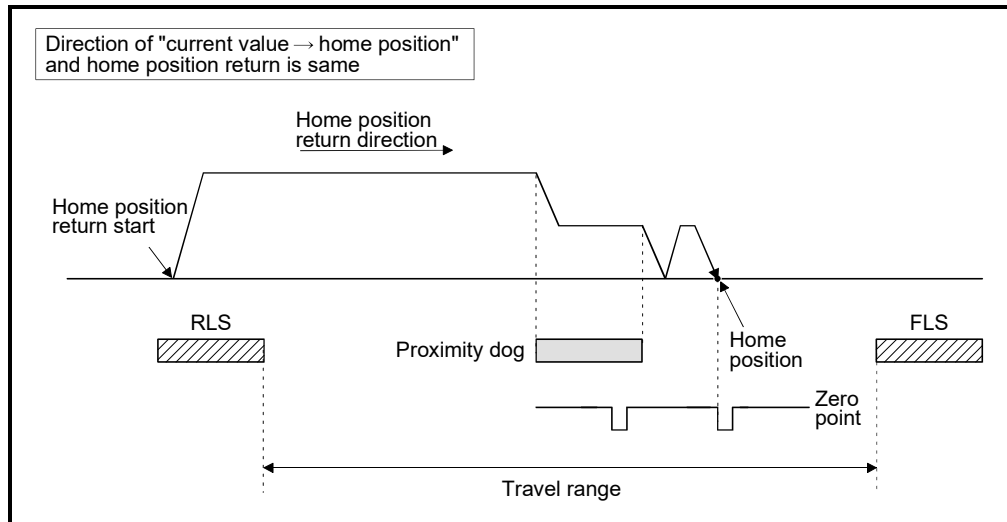 Direction of "current value → home position"
and home position return is same
Home position
return direction
Home position
return start
RLS
FLS
Proximity dog
Home
position
Zero
point
Travel range